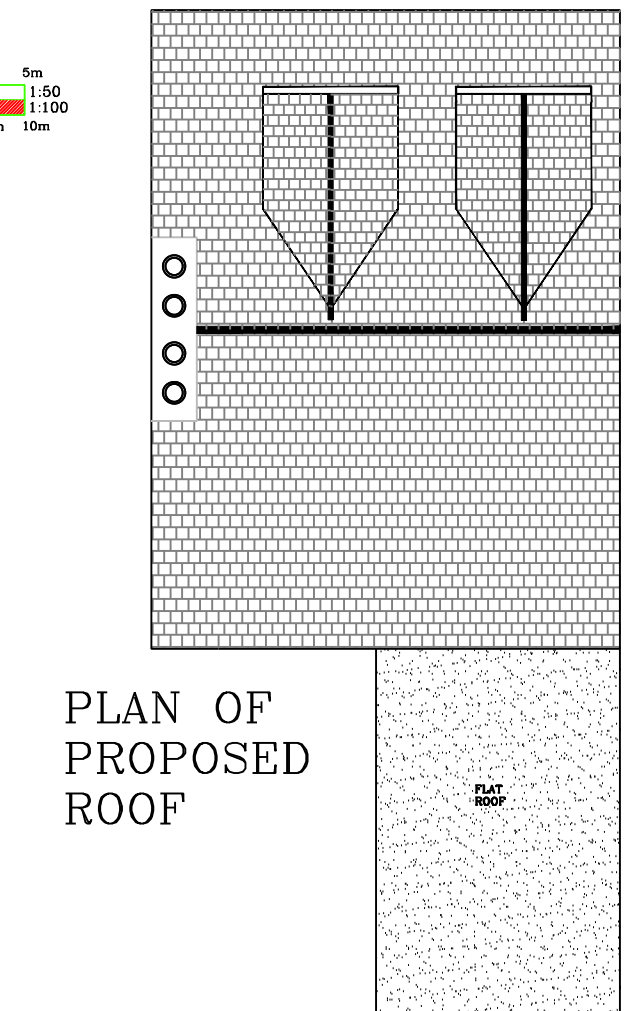 5m
1:50
1:100
m 10m
PLAN OF
PROPOSED
ROOF
FLAT
ROOF